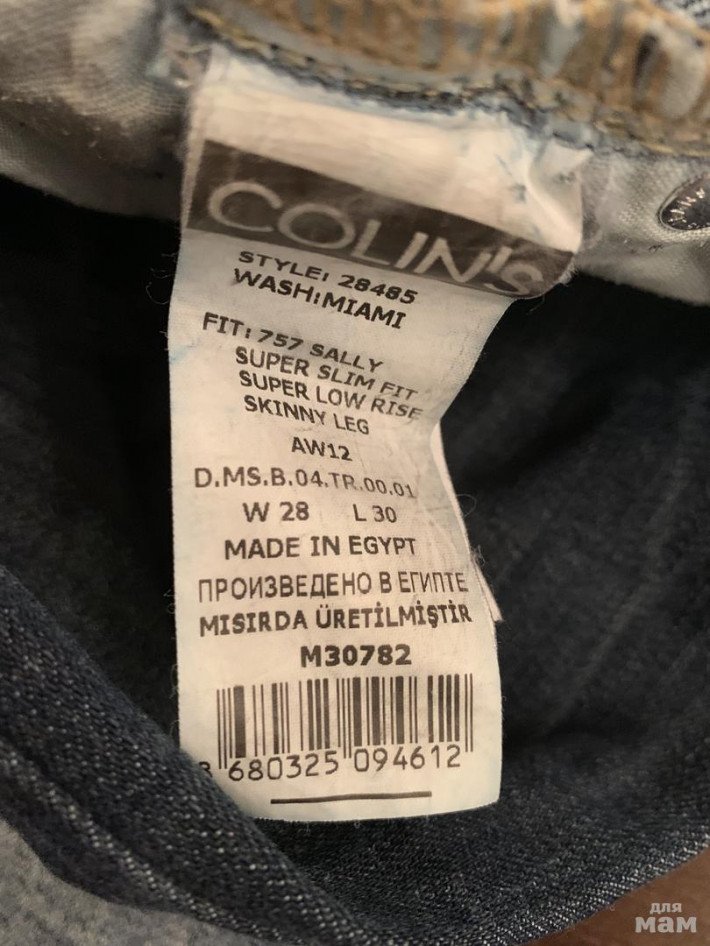 COLIN's
STYLE: 28485
WASH:MIAMI
FIT: 757 SALLY
SUPER SLIM FIT
SUPER LOW RISE
SKINNY LEG
AW12
D.MS.B.04.TR.00.01
W 28 L 30
MADE IN EGYPT
ПРОИЗВЕДЕНО В ЕГИПТЕ
MISIRDA ÜRETİLMİŞTİR
M30782
8 680325 094612
для
мам